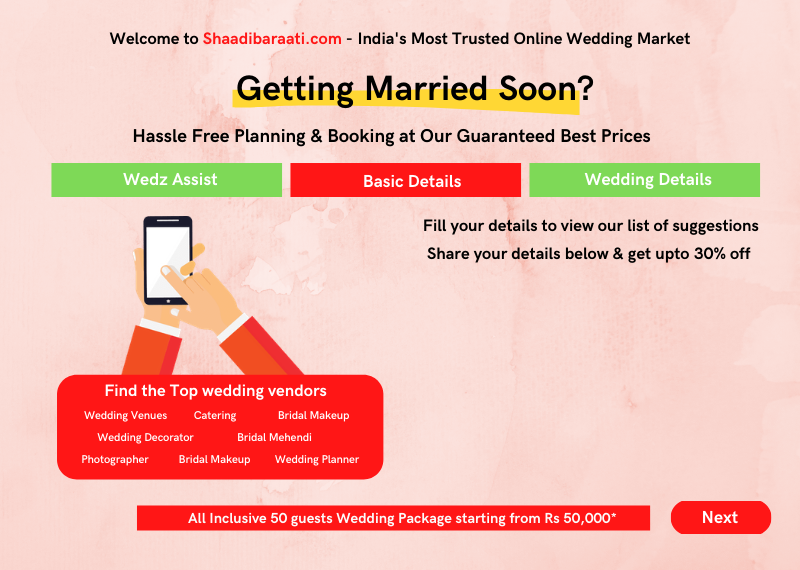 Welcome to Shaadibaraati.com - India's Most Trusted Online Wedding Market
Getting Married Soon?
Hassle Free Planning & Booking at Our Guaranteed Best Prices
Wedz Assist
Basic Details
Wedding Details
Fill your details to view our list of suggestions
Share your details below & get upto 30% off
Find the Top wedding vendors
Wedding Venues Catering Bridal Makeup
Wedding Decorator Bridal Mehendi
Photographer Bridal Makeup Wedding Planner
All Inclusive 50 guests Wedding Package starting from Rs 50,000*
Next